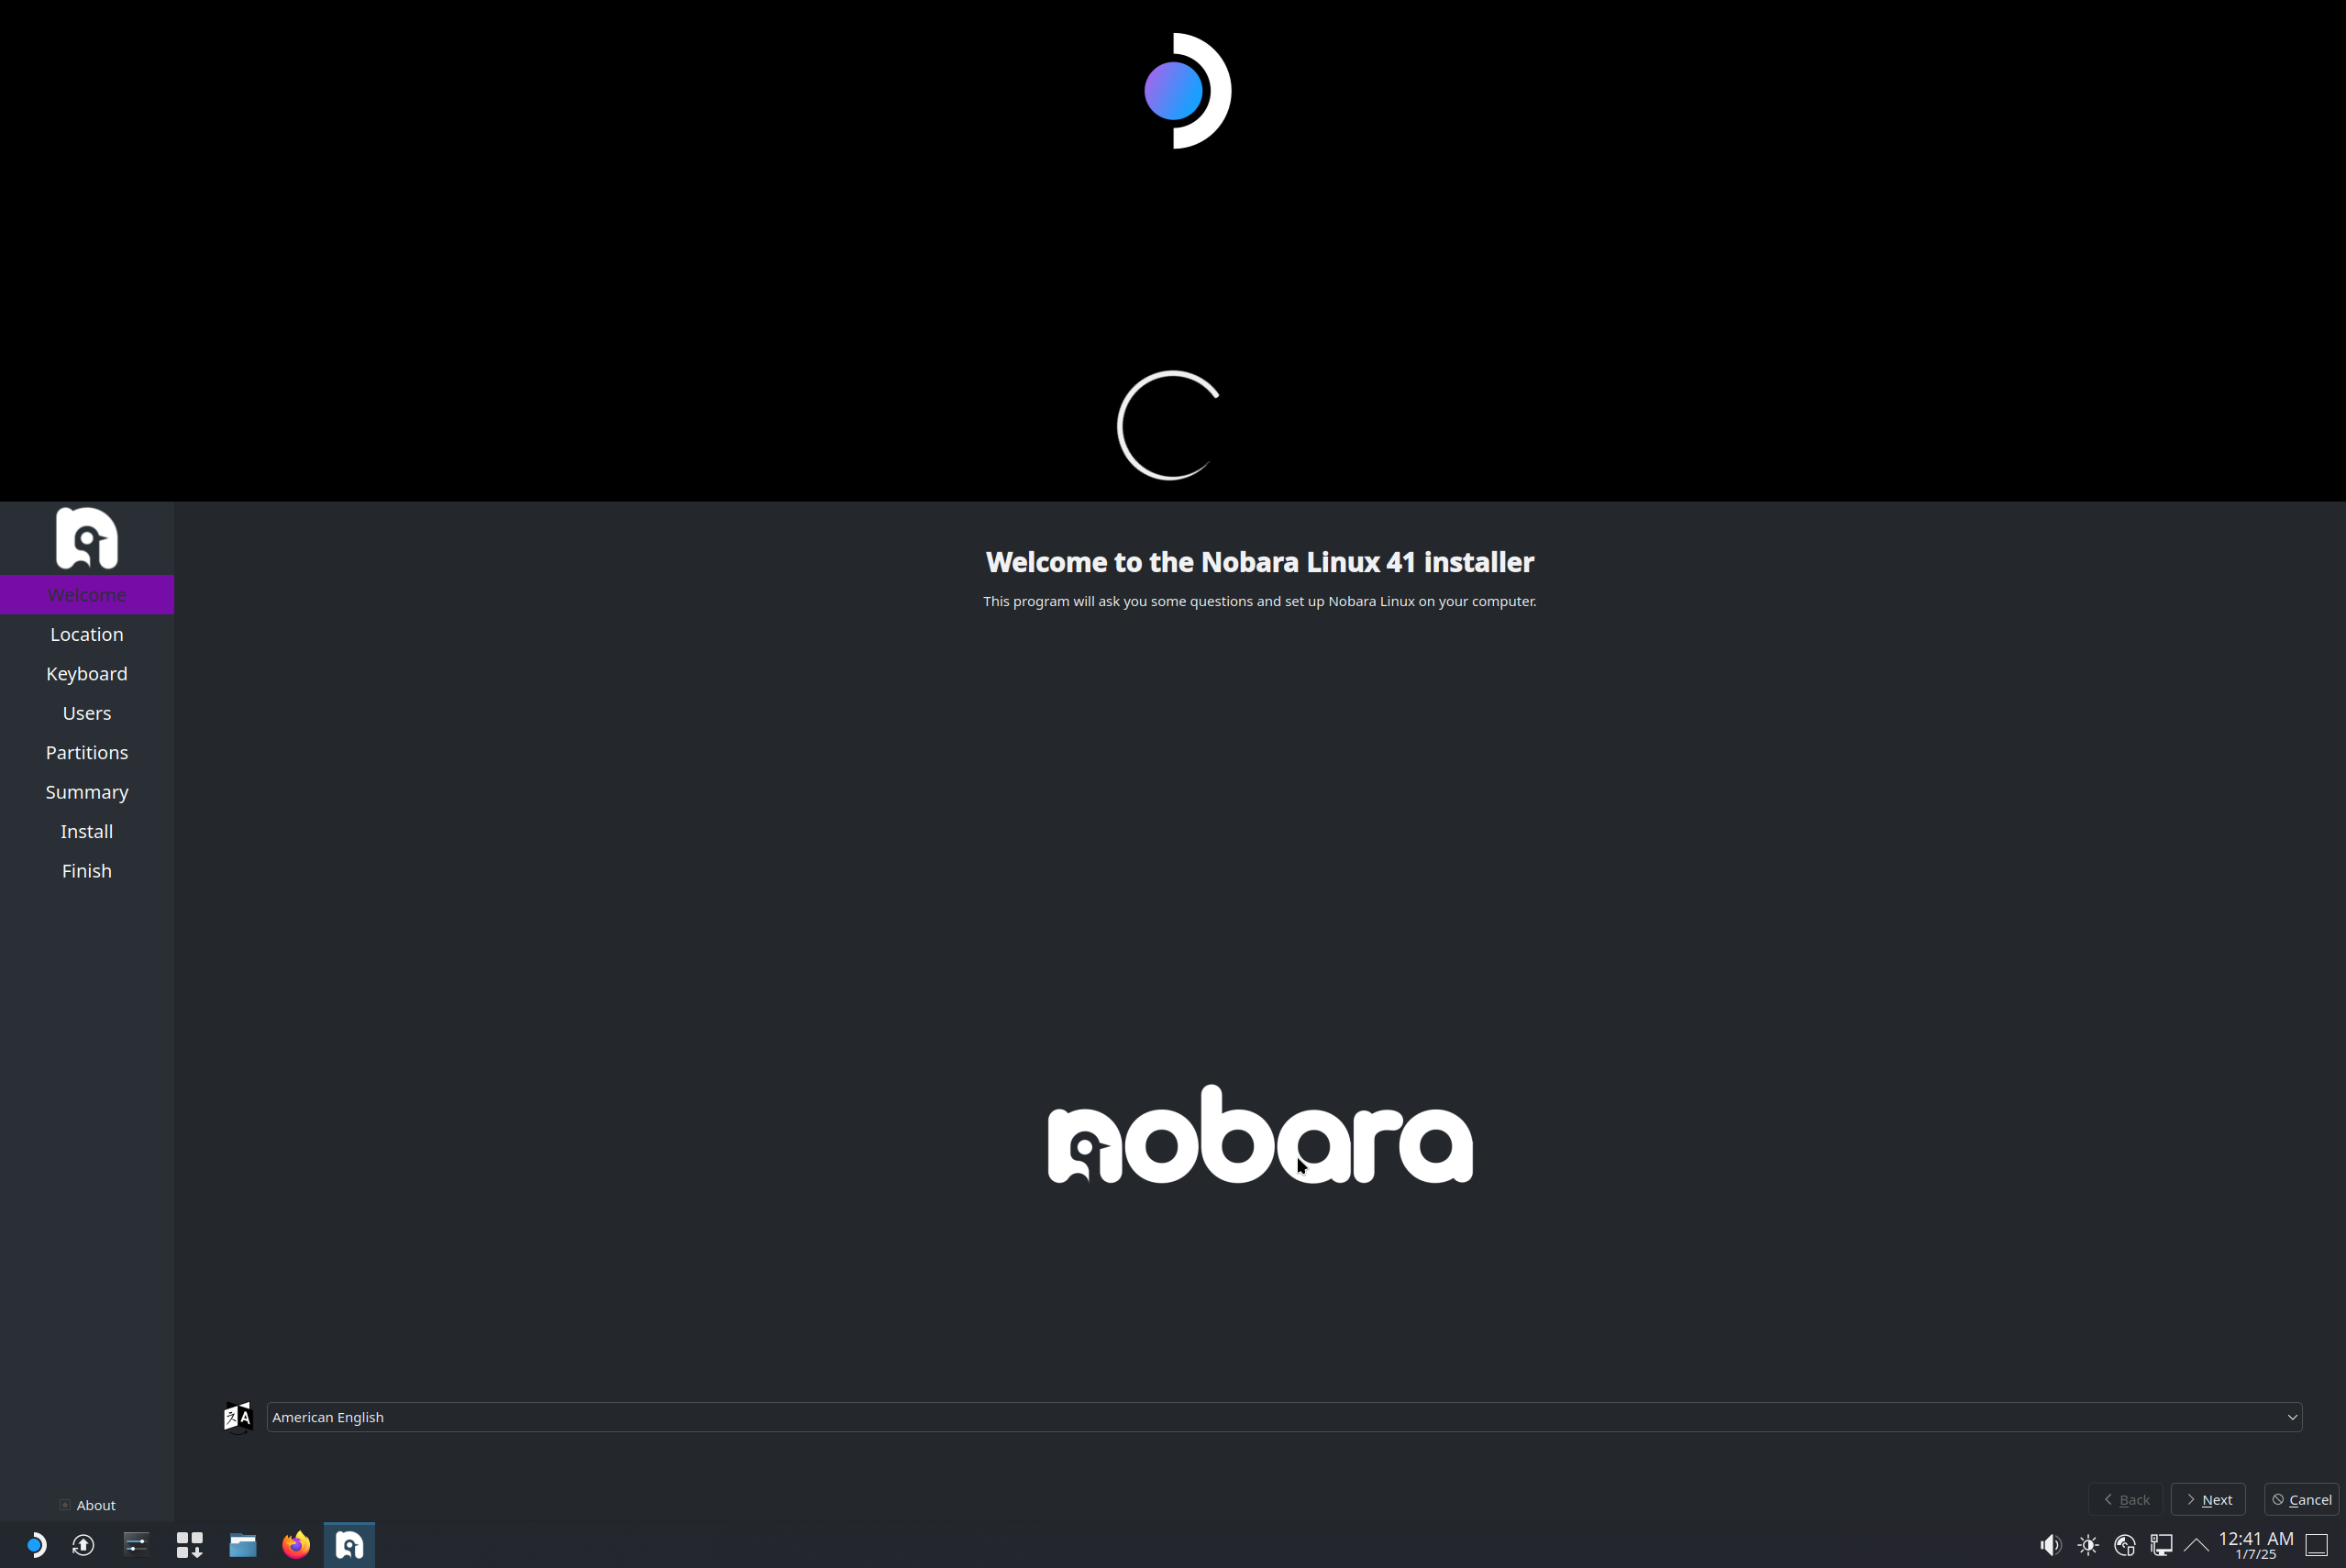 Welcome to the Nobara Linux 41 installer
This program will ask you some questions and set up Nobara Linux on your computer.
Welcome
Location
Keyboard
Users
Partitions
Summary
Install
Finish
nobara
American English
About
Back
Next
Cancel
12:41 AM
1/7/25